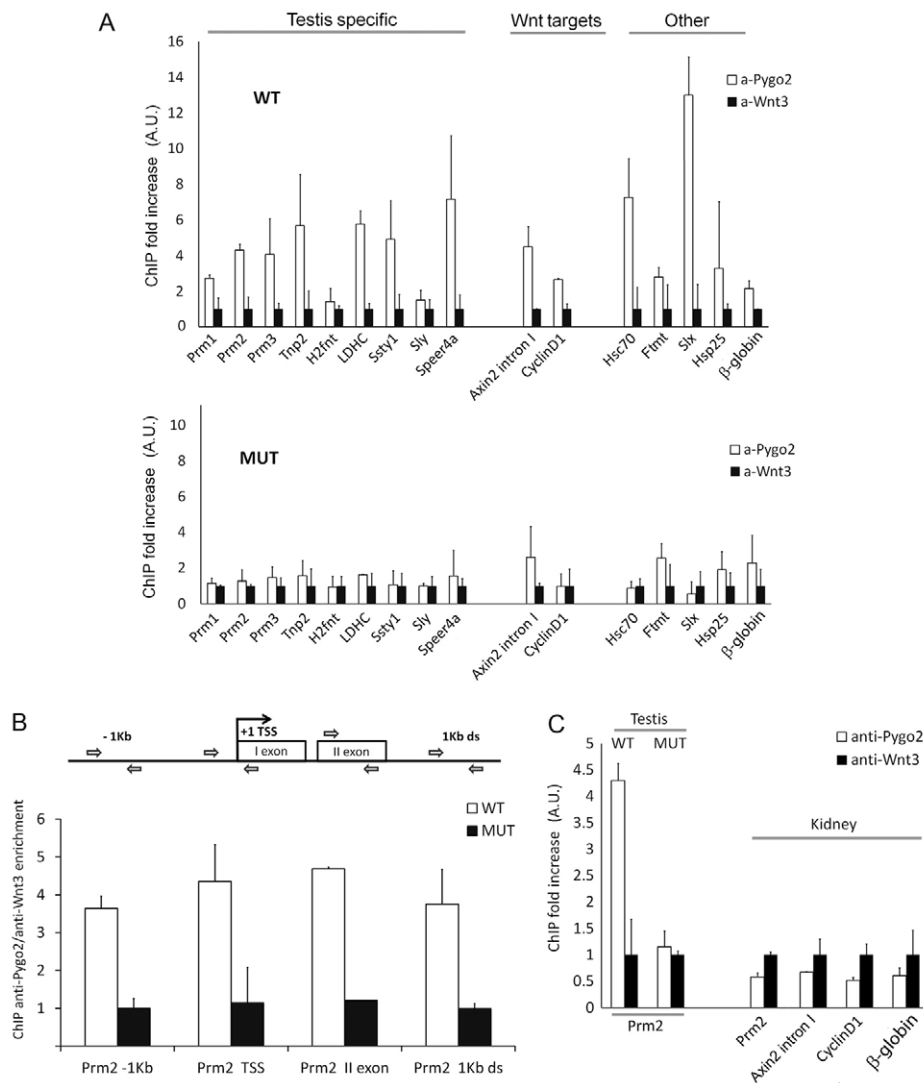 A
Testis specific
Wnt targets
Other
ChIP fold increase (A.U.)
16
14
12
10
8
6
4
2
0
WT
a-Pygo2
a-Wnt3
Prm1
Prm2
Prm3
Tnp2
H2fnt
LDHC
Ssty1
Sly
Speer4a
Axin2 intron I
CyclinD1
Hsc70
Ftmt
Slx
Hsp25
β-globin
ChIP fold increase (A.U.)
10
8
6
4
2
0
MUT
a-Pygo2
a-Wnt3
Prm1
Prm2
Prm3
Tnp2
H2fnt
LDHC
Ssty1
Sly
Speer4a
Axin2 intron I
CyclinD1
Hsc70
Ftmt
Slx
Hsp25
β-globin
B
- 1Kb
+1 TSS
I exon
II exon
1Kb ds
ChIP anti-Pygo2/anti-Wnt3 enrichment
6
5
4
3
2
1
0
WT
MUT
Prm2 -1Kb
Prm2 TSS
Prm2 II exon
Prm2 1Kb ds
C
Testis
WT MUT
anti-Pygo2
anti-Wnt3
Kidney
ChIP fold increase (A.U.)
5
4.5
4
3.5
3
2.5
2
1.5
1
0.5
0
Prm2
Prm2
Axin2 intron I
CyclinD1
β-globin